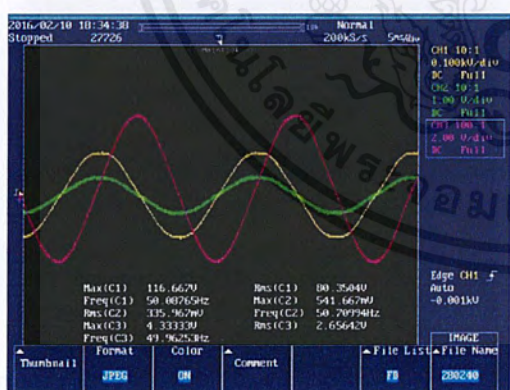 2016/02/10 18:34:38 Normal
Stopped 27726 200kS/s 5ms/div
CH1 10:1
0.100kV/div
DC Full
CH2 10:1
1.00 V/div
DC Full
CH3 100:1
2.00 V/div
DC Full
Edge CH1
Auto
-0.001kV
Max(C1) 116.667V Rms(C1) 80.3504V
Freq(C1) 50.08765Hz Max(C2) 541.667mV
Rms(C2) 335.967mV Freq(C2) 50.70994Hz
Max(C3) 4.33333V Rms(C3) 2.65642V
Freq(C3) 49.96253Hz
IMAGE
Thumbnail Format Color Comment File List File Name
JPEG ON FD 280240